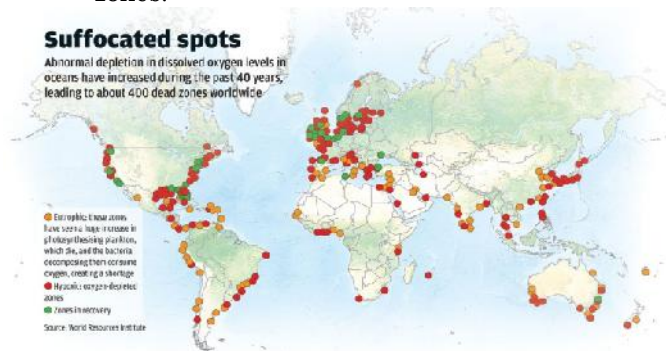 zones.
Suffocated spots
Abnormal depletion in dissolved oxygen levels in
oceans have increased during the past 40 years,
leading to about 400 dead zones worldwide
Eutrophic: these zones
have seen a huge increase in
photosynthesising plankton,
which die, and the bacteria
decomposing them consume
oxygen, creating a shortage
Hypoxic: oxygen-depleted
zones
Zones in recovery
Source: World Resources Institute